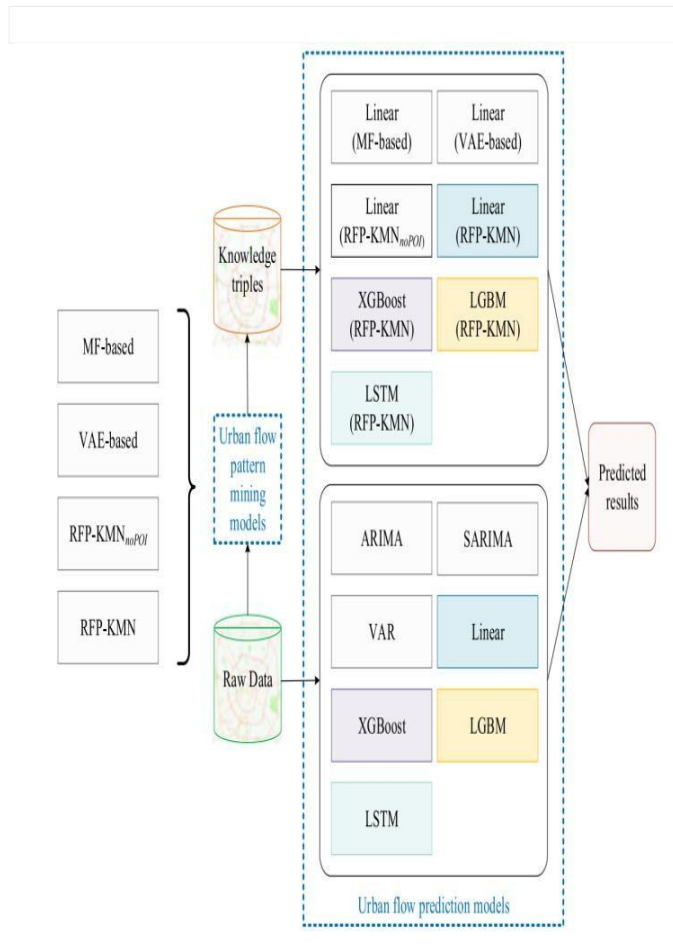 MF-based
VAE-based
RFP-KMNnoPOI
RFP-KMN
Knowledge
triples
Urban flow
pattern
mining
models
Raw Data
Linear
(MF-based)
Linear
(VAE-based)
Linear
(RFP-KMNnoPOI)
Linear
(RFP-KMN)
XGBoost
(RFP-KMN)
LGBM
(RFP-KMN)
LSTM
(RFP-KMN)
ARIMA
SARIMA
VAR
Linear
XGBoost
LGBM
LSTM
Urban flow prediction models
Predicted
results